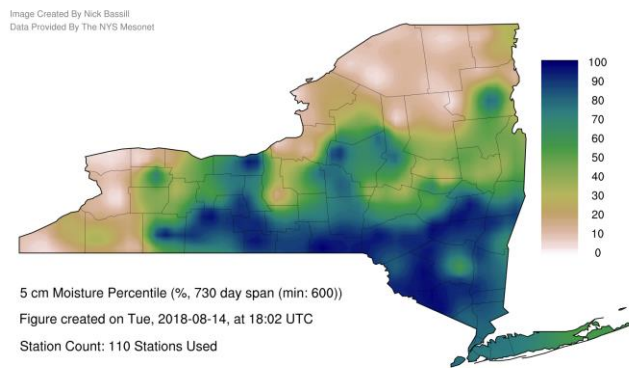 Image Created By Nick Bassill
Data Provided By The NYS Mesonet
100
90
80
70
60
50
40
30
20
10
0
5 cm Moisture Percentile (%, 730 day span (min: 600))
Figure created on Tue, 2018-08-14, at 18:02 UTC
Station Count: 110 Stations Used